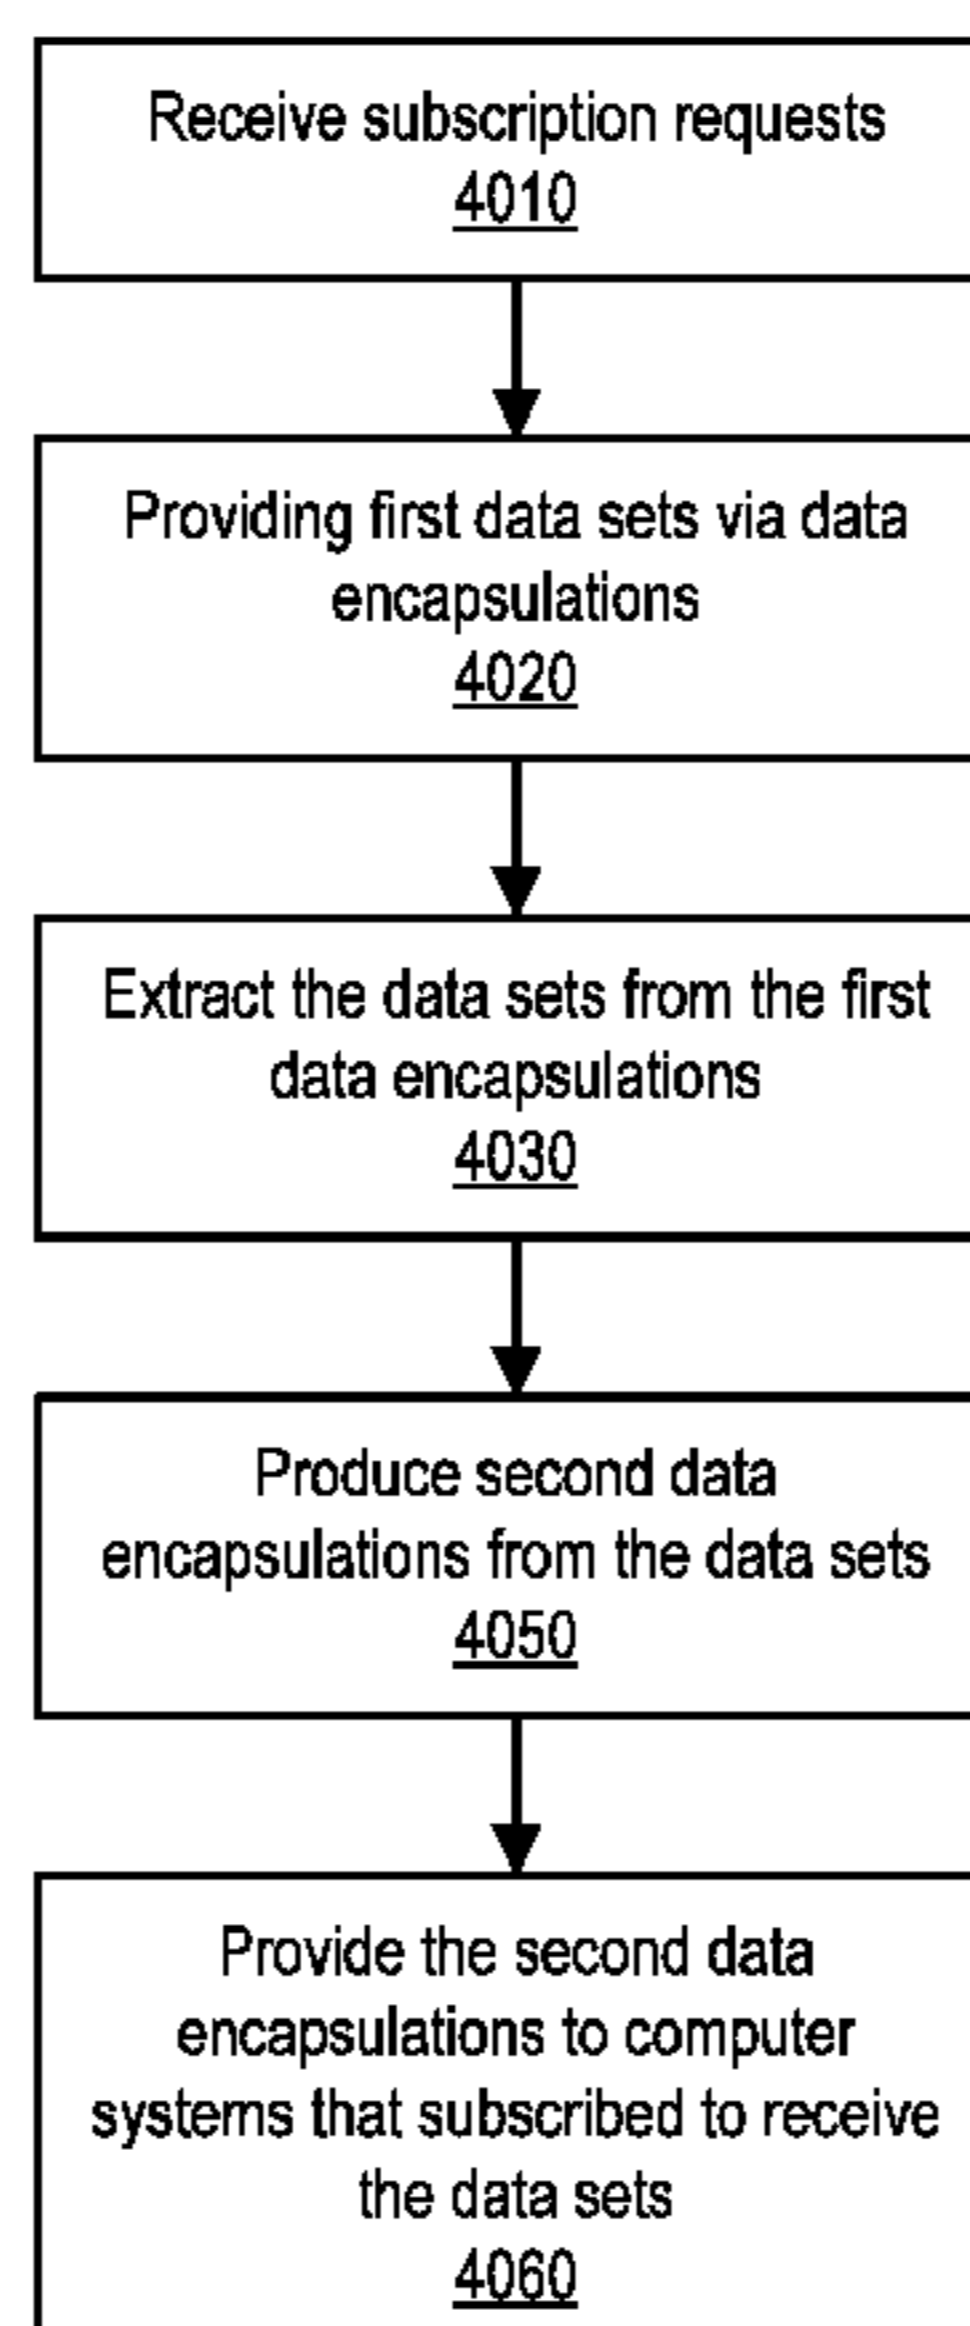 Receive subscription requests
4010
Providing first data sets via data
encapsulations
4020
Extract the data sets from the first
data encapsulations
4030
Produce second data
encapsulations from the data sets
4050
Provide the second data
encapsulations to computer
systems that subscribed to receive
the data sets
4060